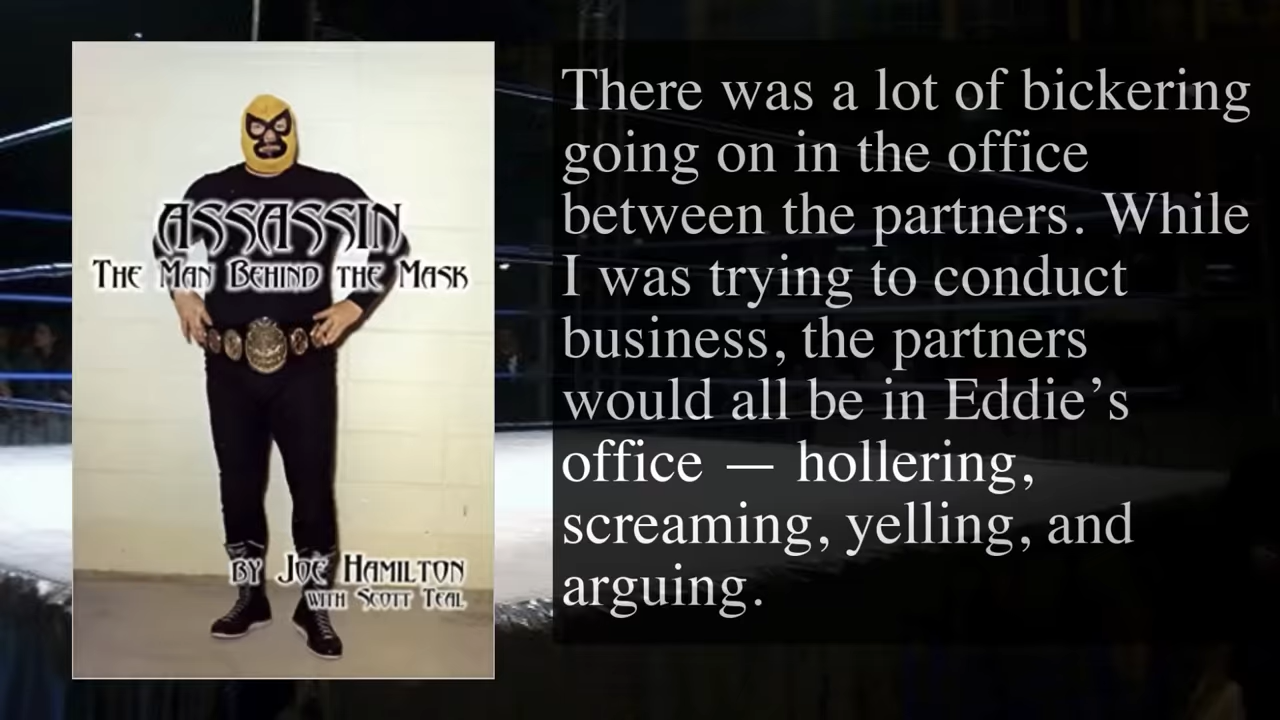 ASSASSIN
THE MAN BEHIND THE MASK
BY JOE HAMILTON
WITH SCOTT TEAL
There was a lot of bickering
going on in the office
between the partners. While
I was trying to conduct
business, the partners
would all be in Eddie’s
office — hollering,
screaming, yelling, and
arguing.